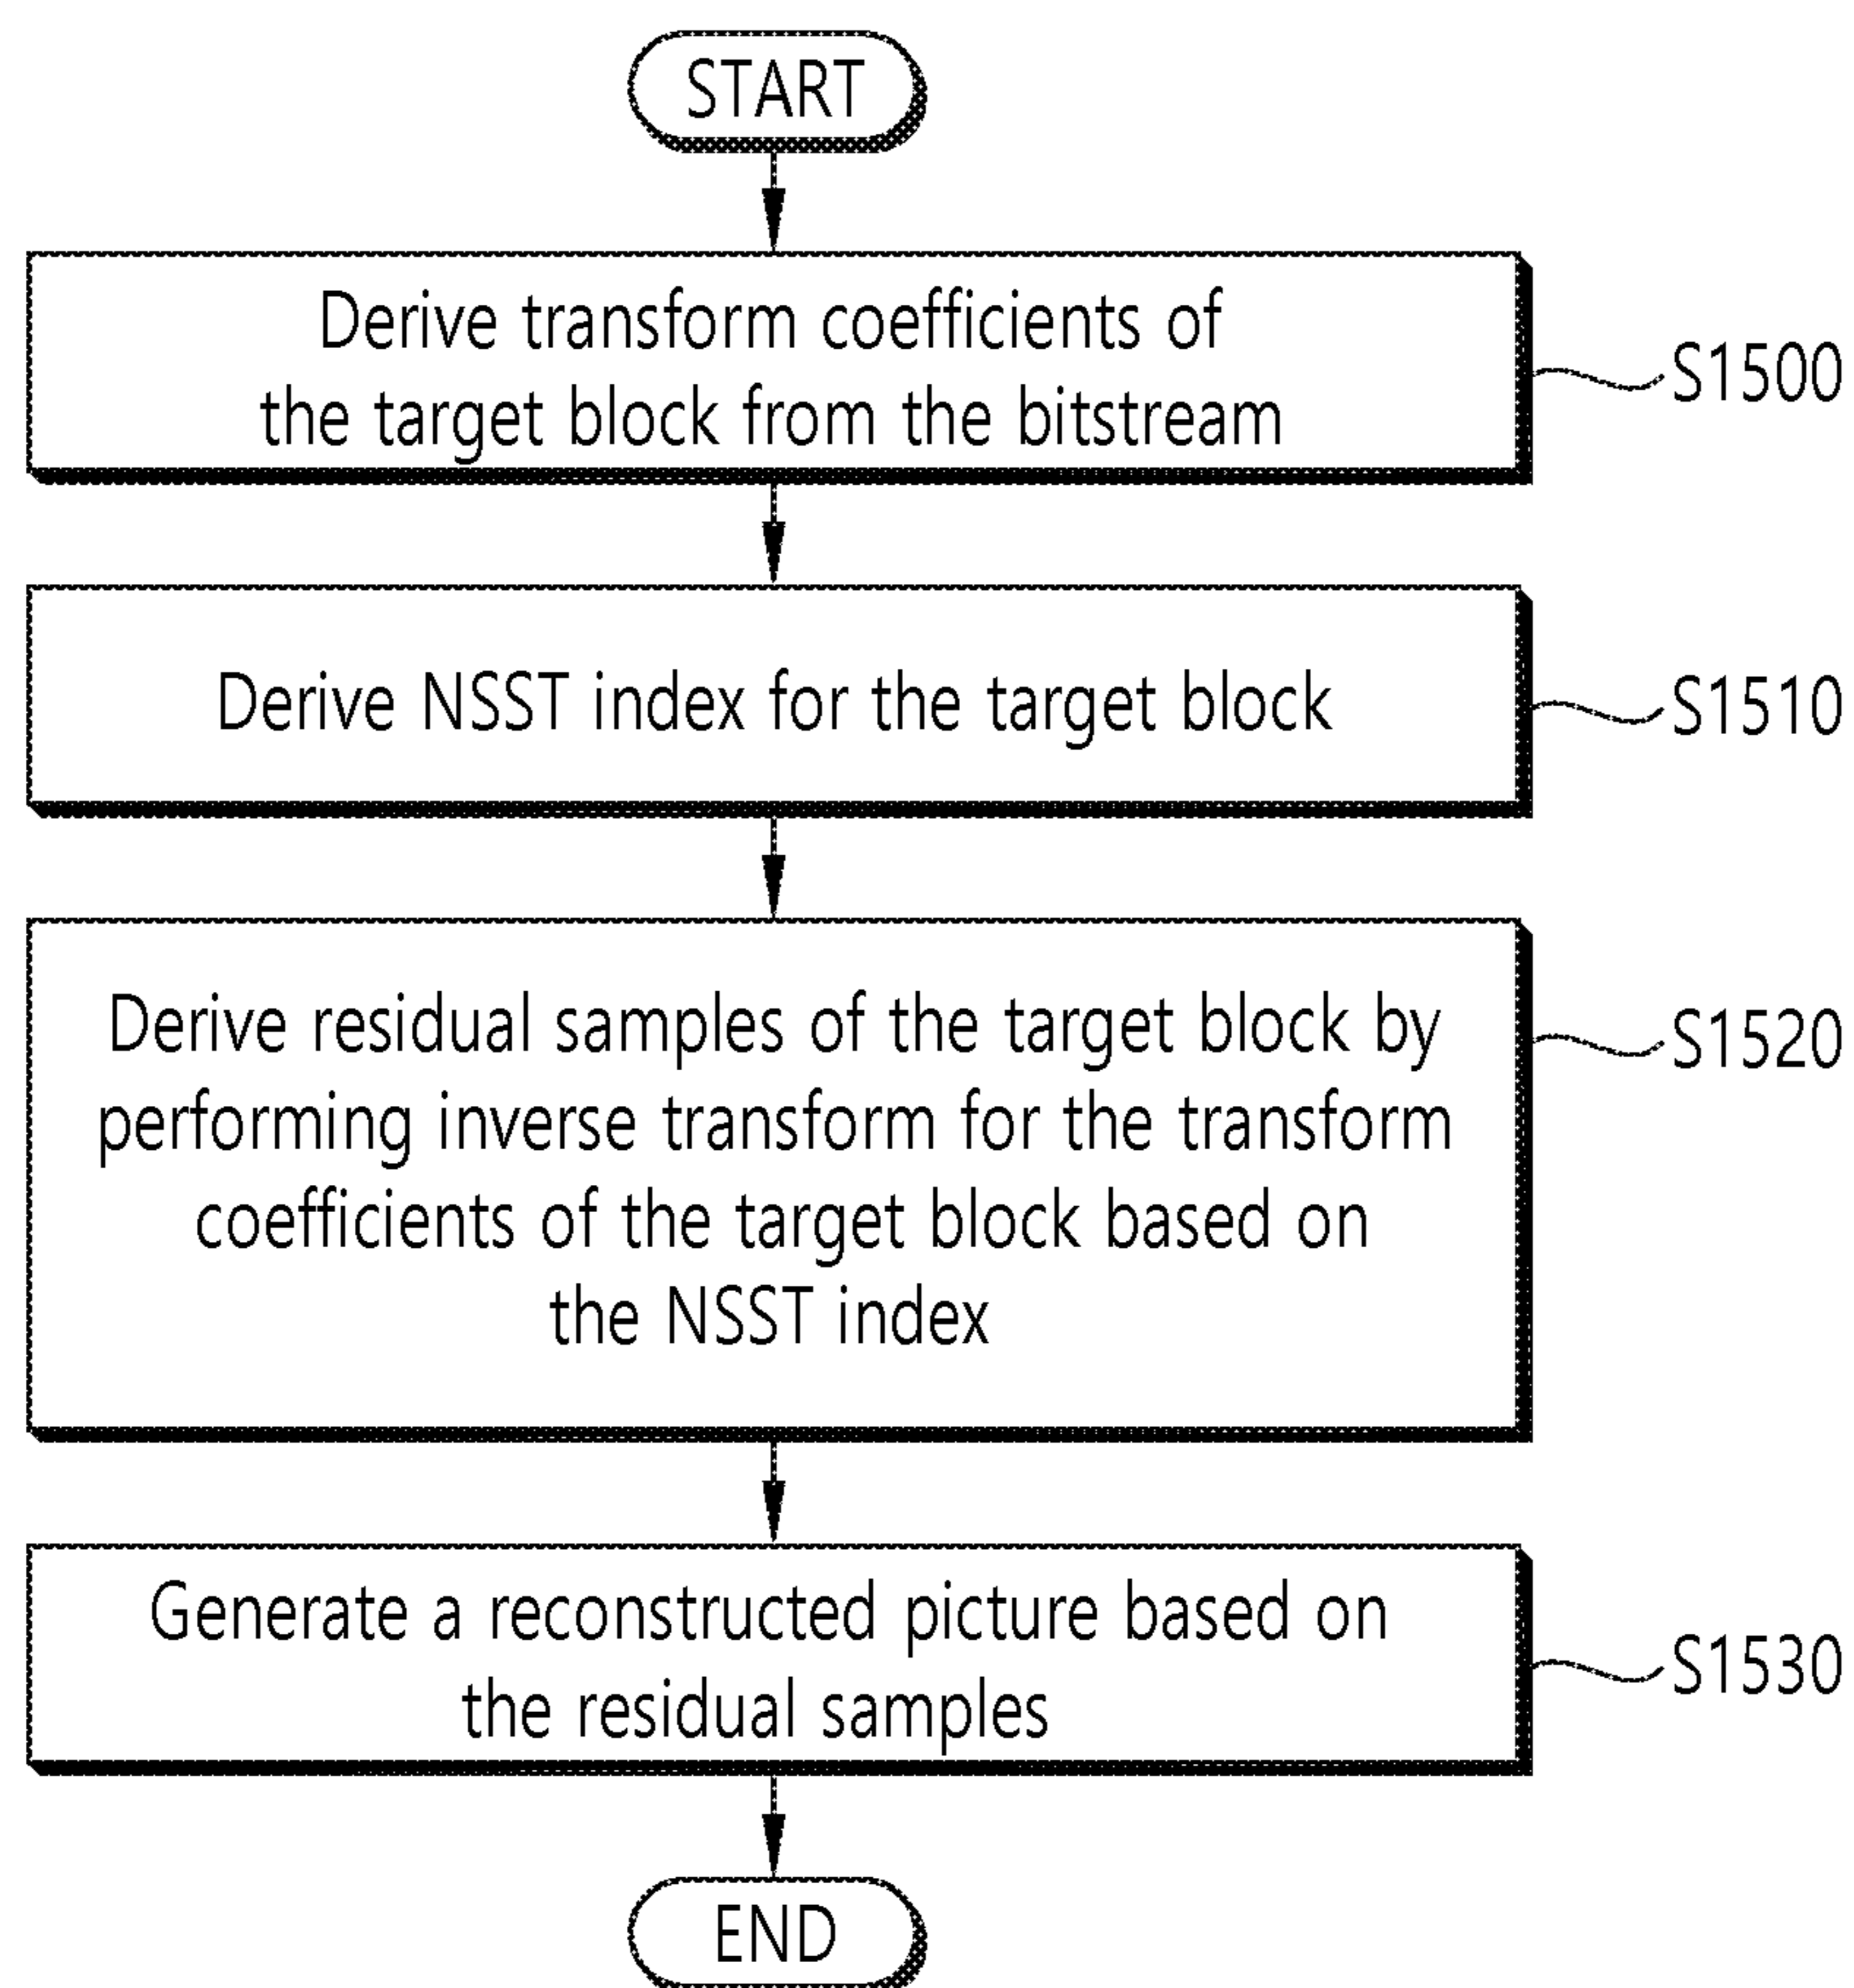 START
Derive transform coefficients of
the target block from the bitstream
S1500
Derive NSST index for the target block
S1510
Derive residual samples of the target block by
performing inverse transform for the transform
coefficients of the target block based on
the NSST index
S1520
Generate a reconstructed picture based on
the residual samples
S1530
END